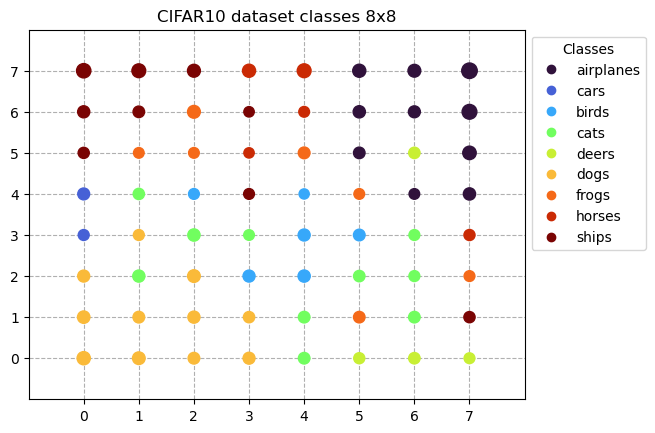 CIFAR10 dataset classes 8x8
7
6
5
4
3
2
1
0
0 1 2 3 4 5 6 7
Classes
airplanes
cars
birds
cats
deers
dogs
frogs
horses
ships